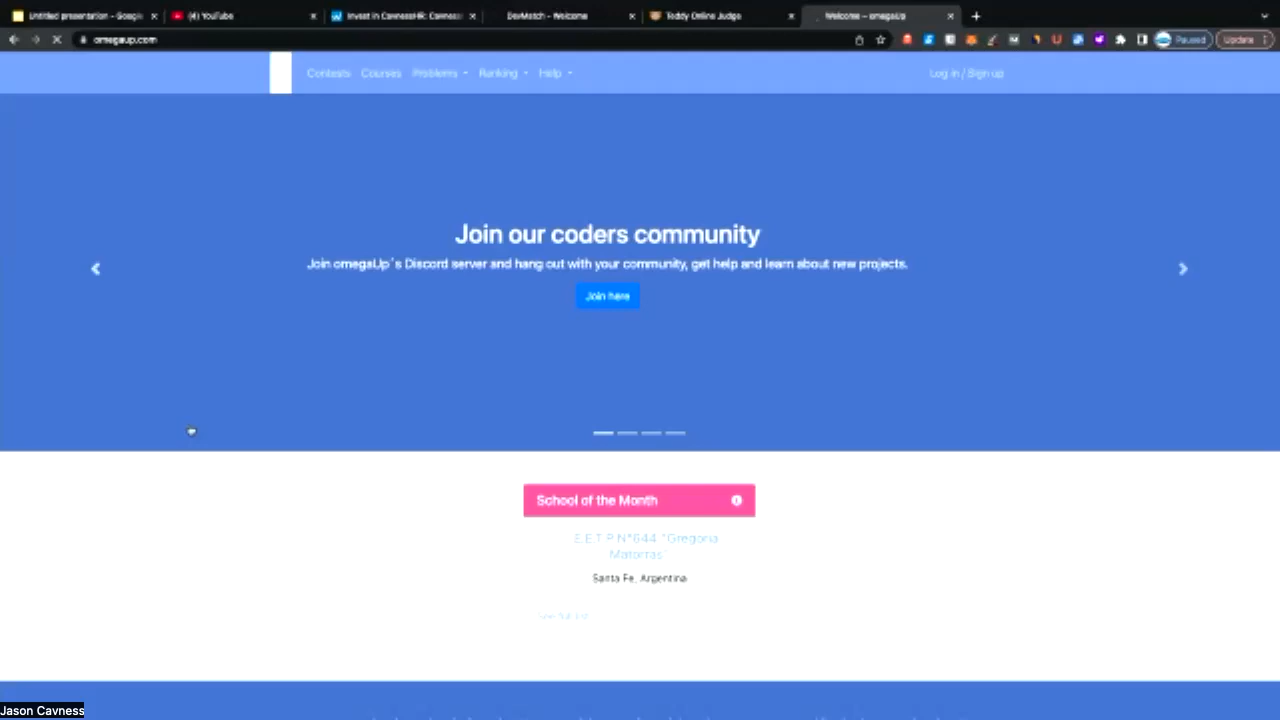 Untitled presentation - Googl
(4) YouTube
Invest in CavnessHR: Cavness
DevMatch - Welcome
Teddy Online Judge
Welcome – omegaUp
omegaup.com
Paused
Update
Contests
Courses
Problems
Ranking
Help
Log in / Sign up
Join our coders community
Join omegaUp´s Discord server and hang out with your community, get help and learn about new projects.
Join here
School of the Month
E.E.T.P.N°644 "Gregoria
Matorras"
Santa Fe, Argentina
Jason Cavness